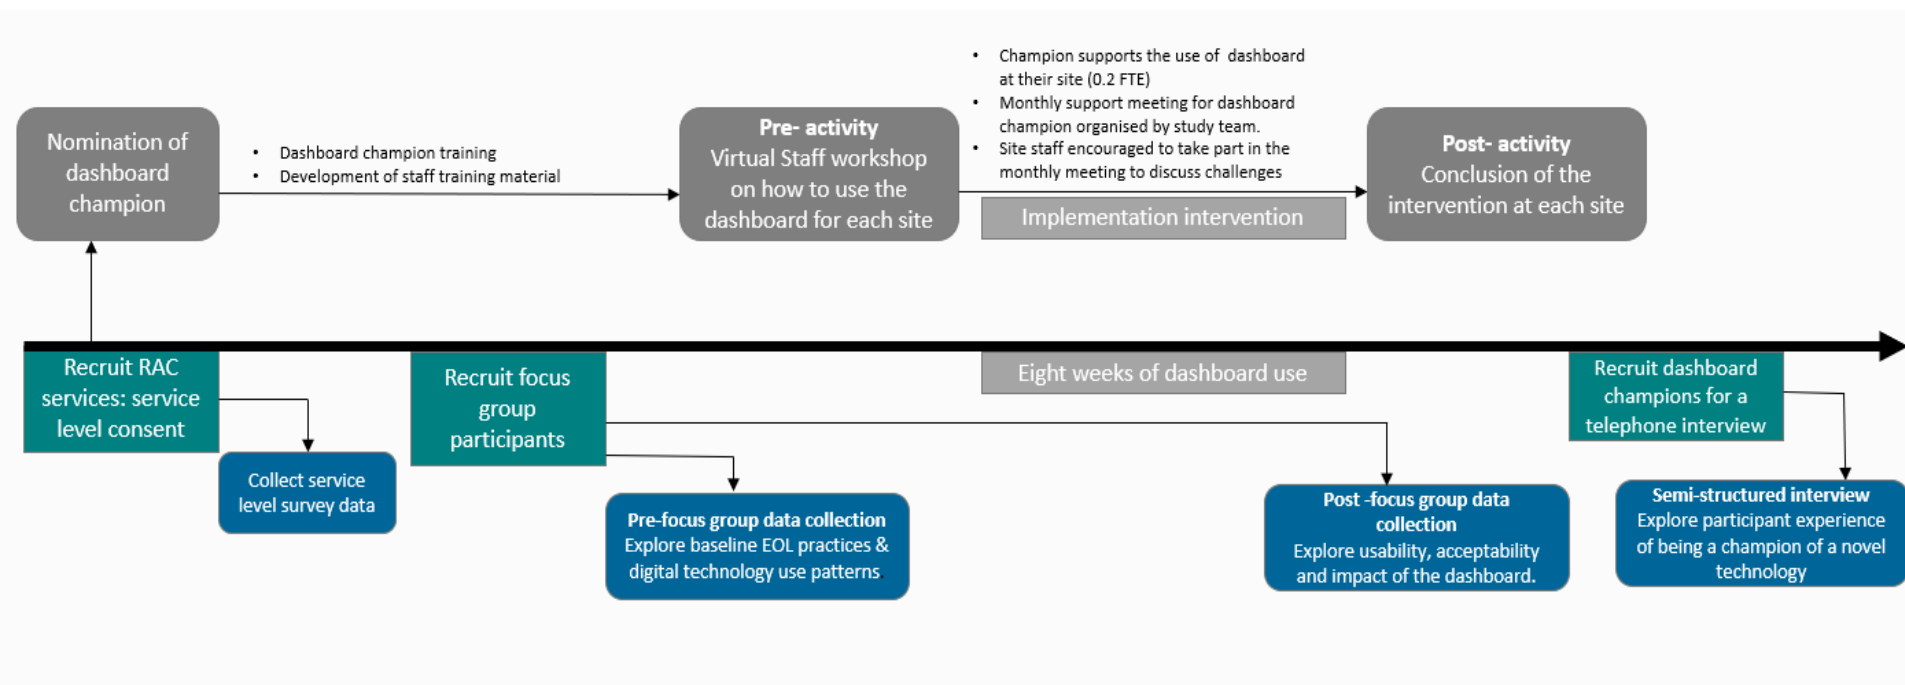 Nomination of
dashboard
champion
• Dashboard champion training
• Development of staff training material
Pre- activity
Virtual Staff workshop
on how to use the
dashboard for each site
• Champion supports the use of dashboard
at their site (0.2 FTE)
• Monthly support meeting for dashboard
champion organised by study team.
• Site staff encouraged to take part in the
monthly meeting to discuss challenges
Implementation intervention
Post- activity
Conclusion of the
intervention at each site
Recruit RAC
services: service
level consent
Collect service
level survey data
Recruit focus
group
participants
Pre-focus group data collection
Explore baseline EOL practices &
digital technology use patterns.
Eight weeks of dashboard use
Post -focus group data
collection
Explore usability, acceptability
and impact of the dashboard.
Recruit dashboard
champions for a
telephone interview
Semi-structured interview
Explore participant experience
of being a champion of a novel
technology